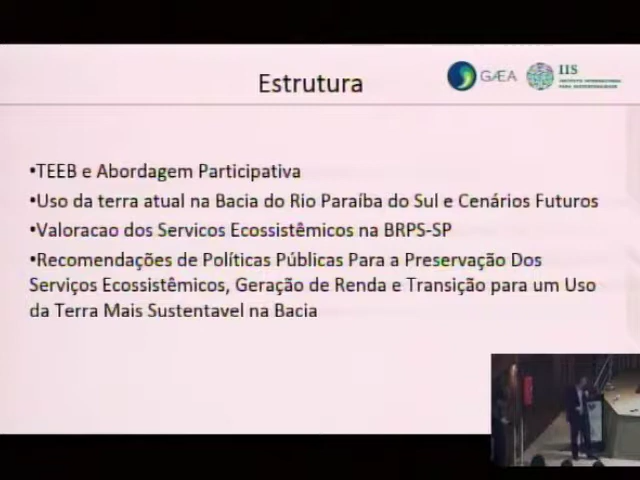 Estrutura
GÆA
IIS
•TEEB e Abordagem Participativa
•Uso da terra atual na Bacia do Rio Paraíba do Sul e Cenários Futuros
•Valoracao dos Servicos Ecossistêmicos na BRPS-SP
•Recomendações de Políticas Públicas Para a Preservação Dos
Serviços Ecossistêmicos, Geração de Renda e Transição para um Uso
da Terra Mais Sustentavel na Bacia